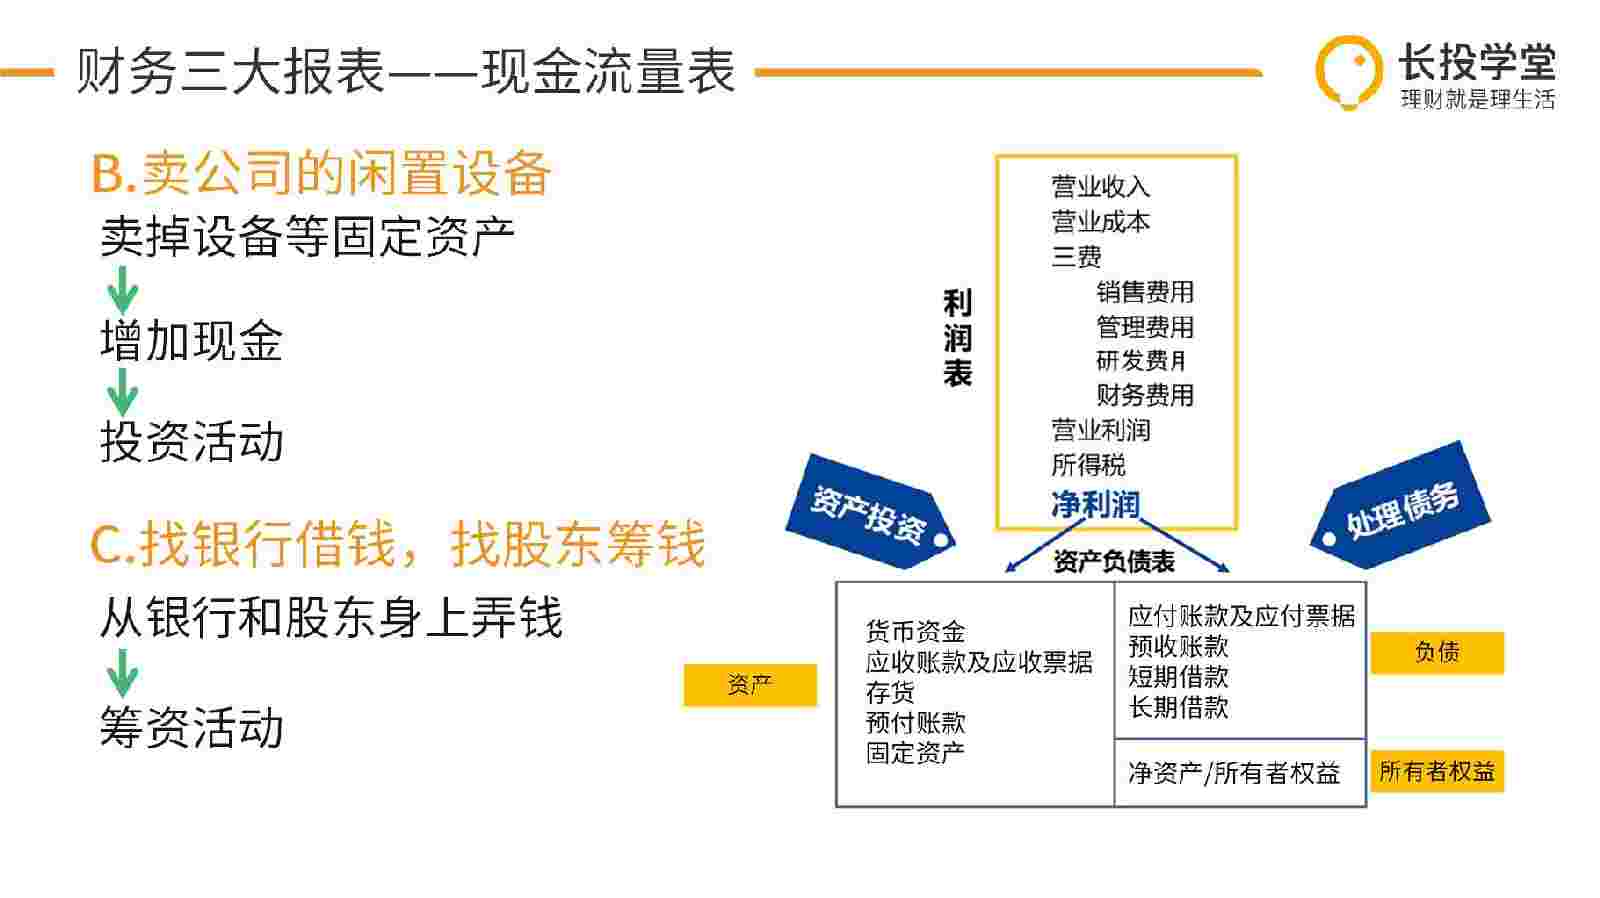 财务三大报表——现金流量表
长投学堂
理财就是理生活
B.卖公司的闲置设备
卖掉设备等固定资产
增加现金
投资活动
C.找银行借钱，找股东筹钱
从银行和股东身上弄钱
筹资活动
利润表
营业收入
营业成本
三费
销售费用
管理费用
研发费用
财务费用
营业利润
所得税
净利润
资产投资
处理债务
资产负债表
资产
货币资金
应收账款及应收票据
存货
预付账款
固定资产
应付账款及应付票据
预收账款
短期借款
长期借款
净资产/所有者权益
负债
所有者权益